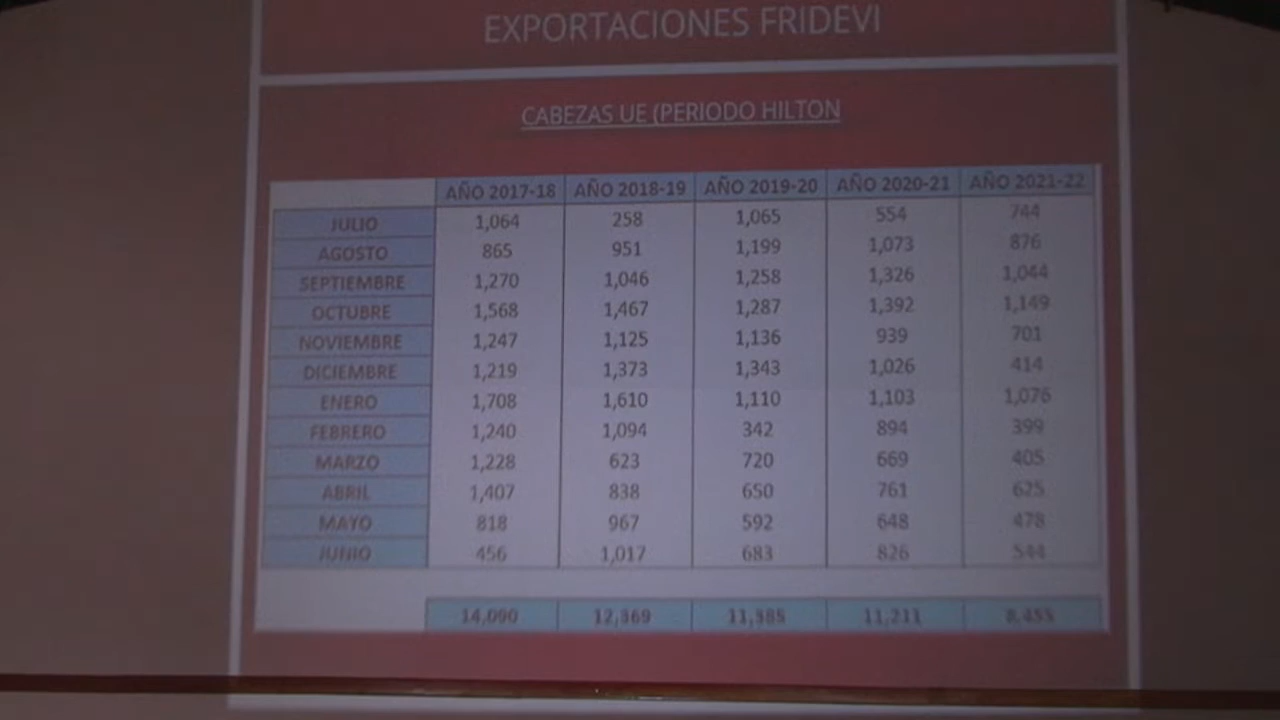 EXPORTACIONES FRIDEVI
CABEZAS UE (PERIODO HILTON
AÑO 2017-18 AÑO 2018-19 AÑO 2019-20 AÑO 2020-21 AÑO 2021-22
JULIO 1,064 258 1,065 554 744
AGOSTO 865 951 1,199 1,073 876
SEPTIEMBRE 1,270 1,046 1,258 1,326 1,044
OCTUBRE 1,568 1,467 1,287 1,392 1,149
NOVIEMBRE 1,247 1,125 1,136 939 701
DICIEMBRE 1,219 1,373 1,343 1,026 414
ENERO 1,708 1,610 1,110 1,103 1,076
FEBRERO 1,240 1,094 342 894 399
MARZO 1,228 623 720 669 405
ABRIL 1,407 838 650 761 625
MAYO 818 967 592 648 478
JUNIO 456 1,017 683 826 544
14,090 12,369 11,385 11,211 8,455